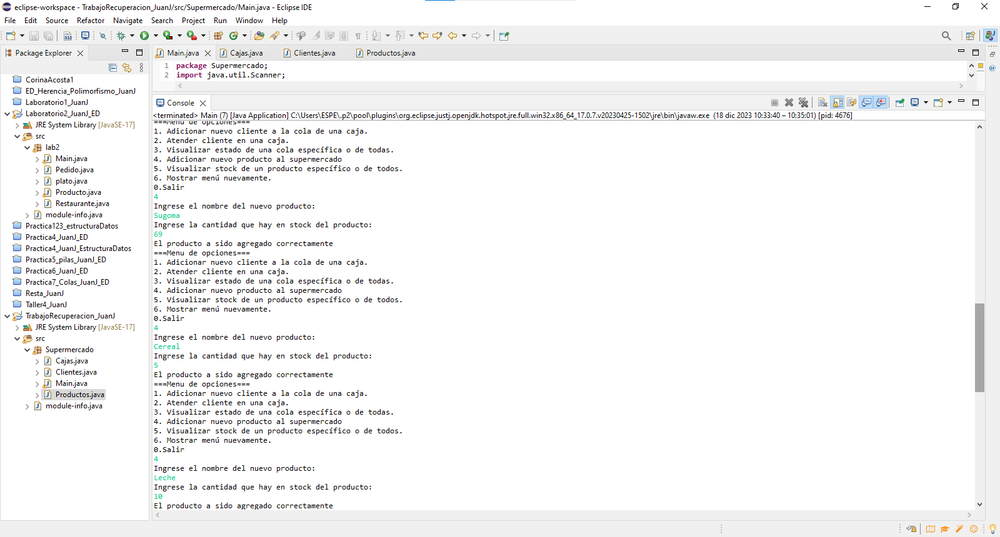 eclipse-workspace - TrabajoRecuperacion_JuanJ/src/Supermercado/Main.java - Eclipse IDE
File Edit Source Refactor Navigate Search Project Run Window Help
Package Explorer
CorinaAcosta1
ED_Herencia_Polimorfismo_JuanJ
Laboratorio1_JuanJ
Laboratorio2_JuanJ_ED
JRE System Library [JavaSE-17]
src
lab2
Main.java
Pedido.java
plato.java
Producto.java
Restaurante.java
module-info.java
Practica123_estructuraDatos
Practica4_JuanJ_ED
Practica4_JuanJ_EstructuraDatos
Practica5_pilas_JuanJ_ED
Practica6_JuanJ_ED
Practica7_Colas_JuanJ_ED
Resta_JuanJ
Taller4_JuanJ
TrabajoRecuperacion_JuanJ
JRE System Library [JavaSE-17]
src
Supermercado
Cajas.java
Clientes.java
Main.java
Productos.java
module-info.java
Main.java Cajas.java Clientes.java Productos.java
1 package Supermercado;
2 import java.util.Scanner;
Console
<terminated> Main (7) [Java Application] C:\Users\ESPE\.p2\pool\plugins\org.eclipse.justj.openjdk.hotspot.jre.full.win32.x86_64_17.0.7.v20230425-1502\jre\bin\javaw.exe (18 dic 2023 10:33:40 – 10:35:01) [pid: 4676]
===Menu de opciones===
1. Adicionar nuevo cliente a la cola de una caja.
2. Atender cliente en una caja.
3. Visualizar estado de una cola específica o de todas.
4. Adicionar nuevo producto al supermercado
5. Visualizar stock de un producto específico o de todos.
6. Mostrar menú nuevamente.
0.Salir
4
Ingrese el nombre del nuevo producto:
Sugoma
Ingrese la cantidad que hay en stock del producto:
69
El producto a sido agregado correctamente
===Menu de opciones===
1. Adicionar nuevo cliente a la cola de una caja.
2. Atender cliente en una caja.
3. Visualizar estado de una cola específica o de todas.
4. Adicionar nuevo producto al supermercado
5. Visualizar stock de un producto específico o de todos.
6. Mostrar menú nuevamente.
0.Salir
4
Ingrese el nombre del nuevo producto:
Cereal
Ingrese la cantidad que hay en stock del producto:
5
El producto a sido agregado correctamente
===Menu de opciones===
1. Adicionar nuevo cliente a la cola de una caja.
2. Atender cliente en una caja.
3. Visualizar estado de una cola específica o de todas.
4. Adicionar nuevo producto al supermercado
5. Visualizar stock de un producto específico o de todos.
6. Mostrar menú nuevamente.
0.Salir
4
Ingrese el nombre del nuevo producto:
Leche
Ingrese la cantidad que hay en stock del producto:
10
El producto a sido agregado correctamente